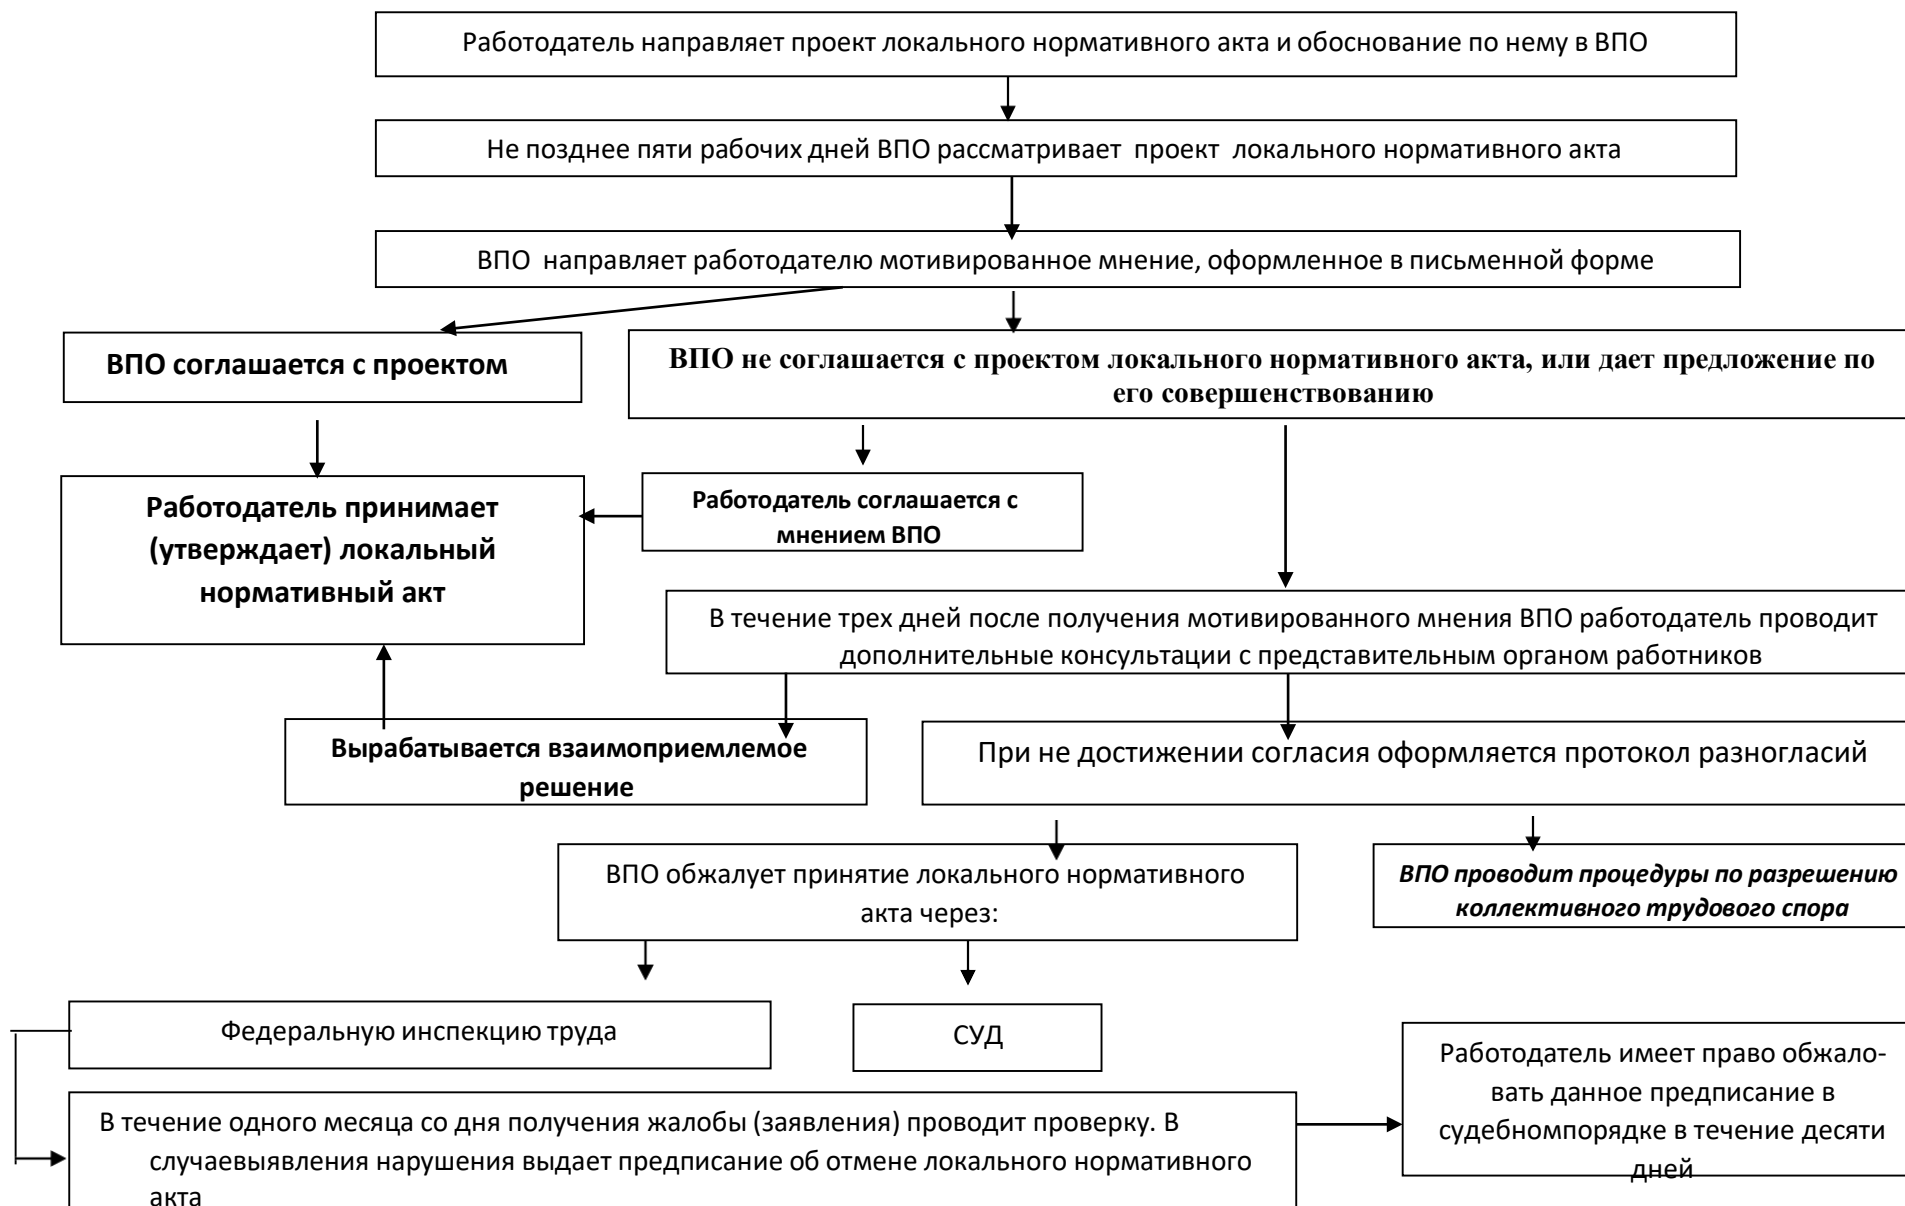 Работодатель направляет проект локального нормативного акта и обоснование по нему в ВПО
Не позднее пяти рабочих дней ВПО рассматривает проект локального нормативного акта
ВПО направляет работодателю мотивированное мнение, оформленное в письменной форме
ВПО соглашается с проектом
ВПО не соглашается с проектом локального нормативного акта, или дает предложение по
его совершенствованию
Работодатель принимает
(утверждает) локальный
нормативный акт
Работодатель соглашается с
мнением ВПО
В течение трех дней после получения мотивированного мнения ВПО работодатель проводит
дополнительные консультации с представительным органом работников
Вырабатывается взаимоприемлемое
решение
При не достижении согласия оформляется протокол разногласий
ВПО обжалует принятие локального нормативного
акта через:
ВПО проводит процедуры по разрешению
коллективного трудового спора
Федеральную инспекцию труда
СУД
Работодатель имеет право обжало-
вать данное предписание в
судебномпорядке в течение десяти
дней
В течение одного месяца со дня получения жалобы (заявления) проводит проверку. В
случаевыявления нарушения выдает предписание об отмене локального нормативного
акта